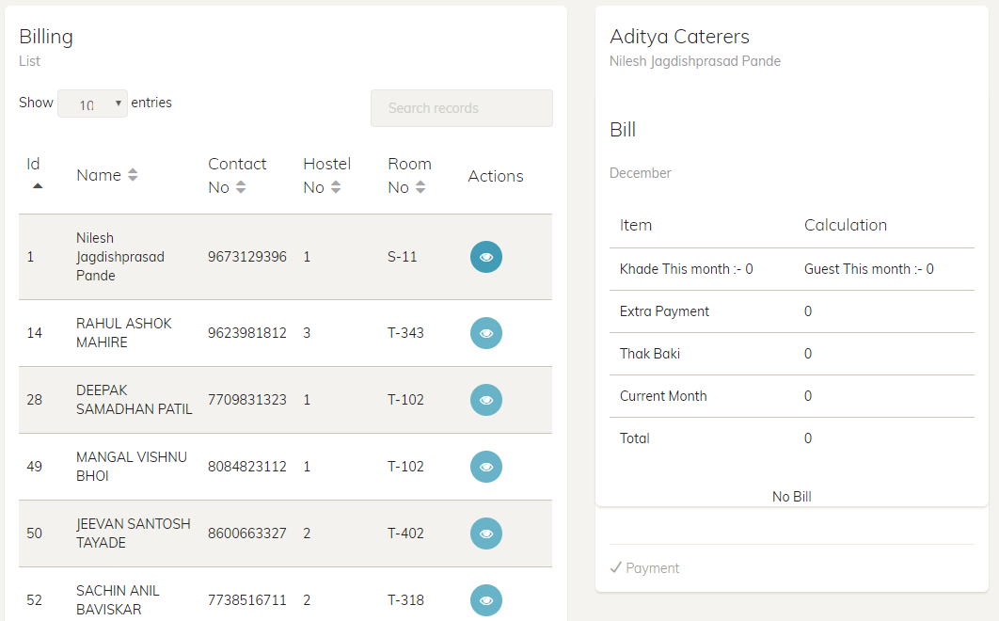 Billing
List
Show 10 entries
Search records
Id Name Contact No Hostel No Room No Actions
1 Nilesh Jagdishprasad Pande 9673129396 1 S-11
14 RAHUL ASHOK MAHIRE 9623981812 3 T-343
28 DEEPAK SAMADHAN PATIL 7709831323 1 T-102
49 MANGAL VISHNU BHOI 8084823112 1 T-102
50 JEEVAN SANTOSH TAYADE 8600663327 2 T-402
52 SACHIN ANIL BAVISKAR 7738516711 2 T-318
Aditya Caterers
Nilesh Jagdishprasad Pande
Bill
December
Item Calculation
Khade This month :- 0 Guest This month :- 0
Extra Payment 0
Thak Baki 0
Current Month 0
Total 0
No Bill
Payment